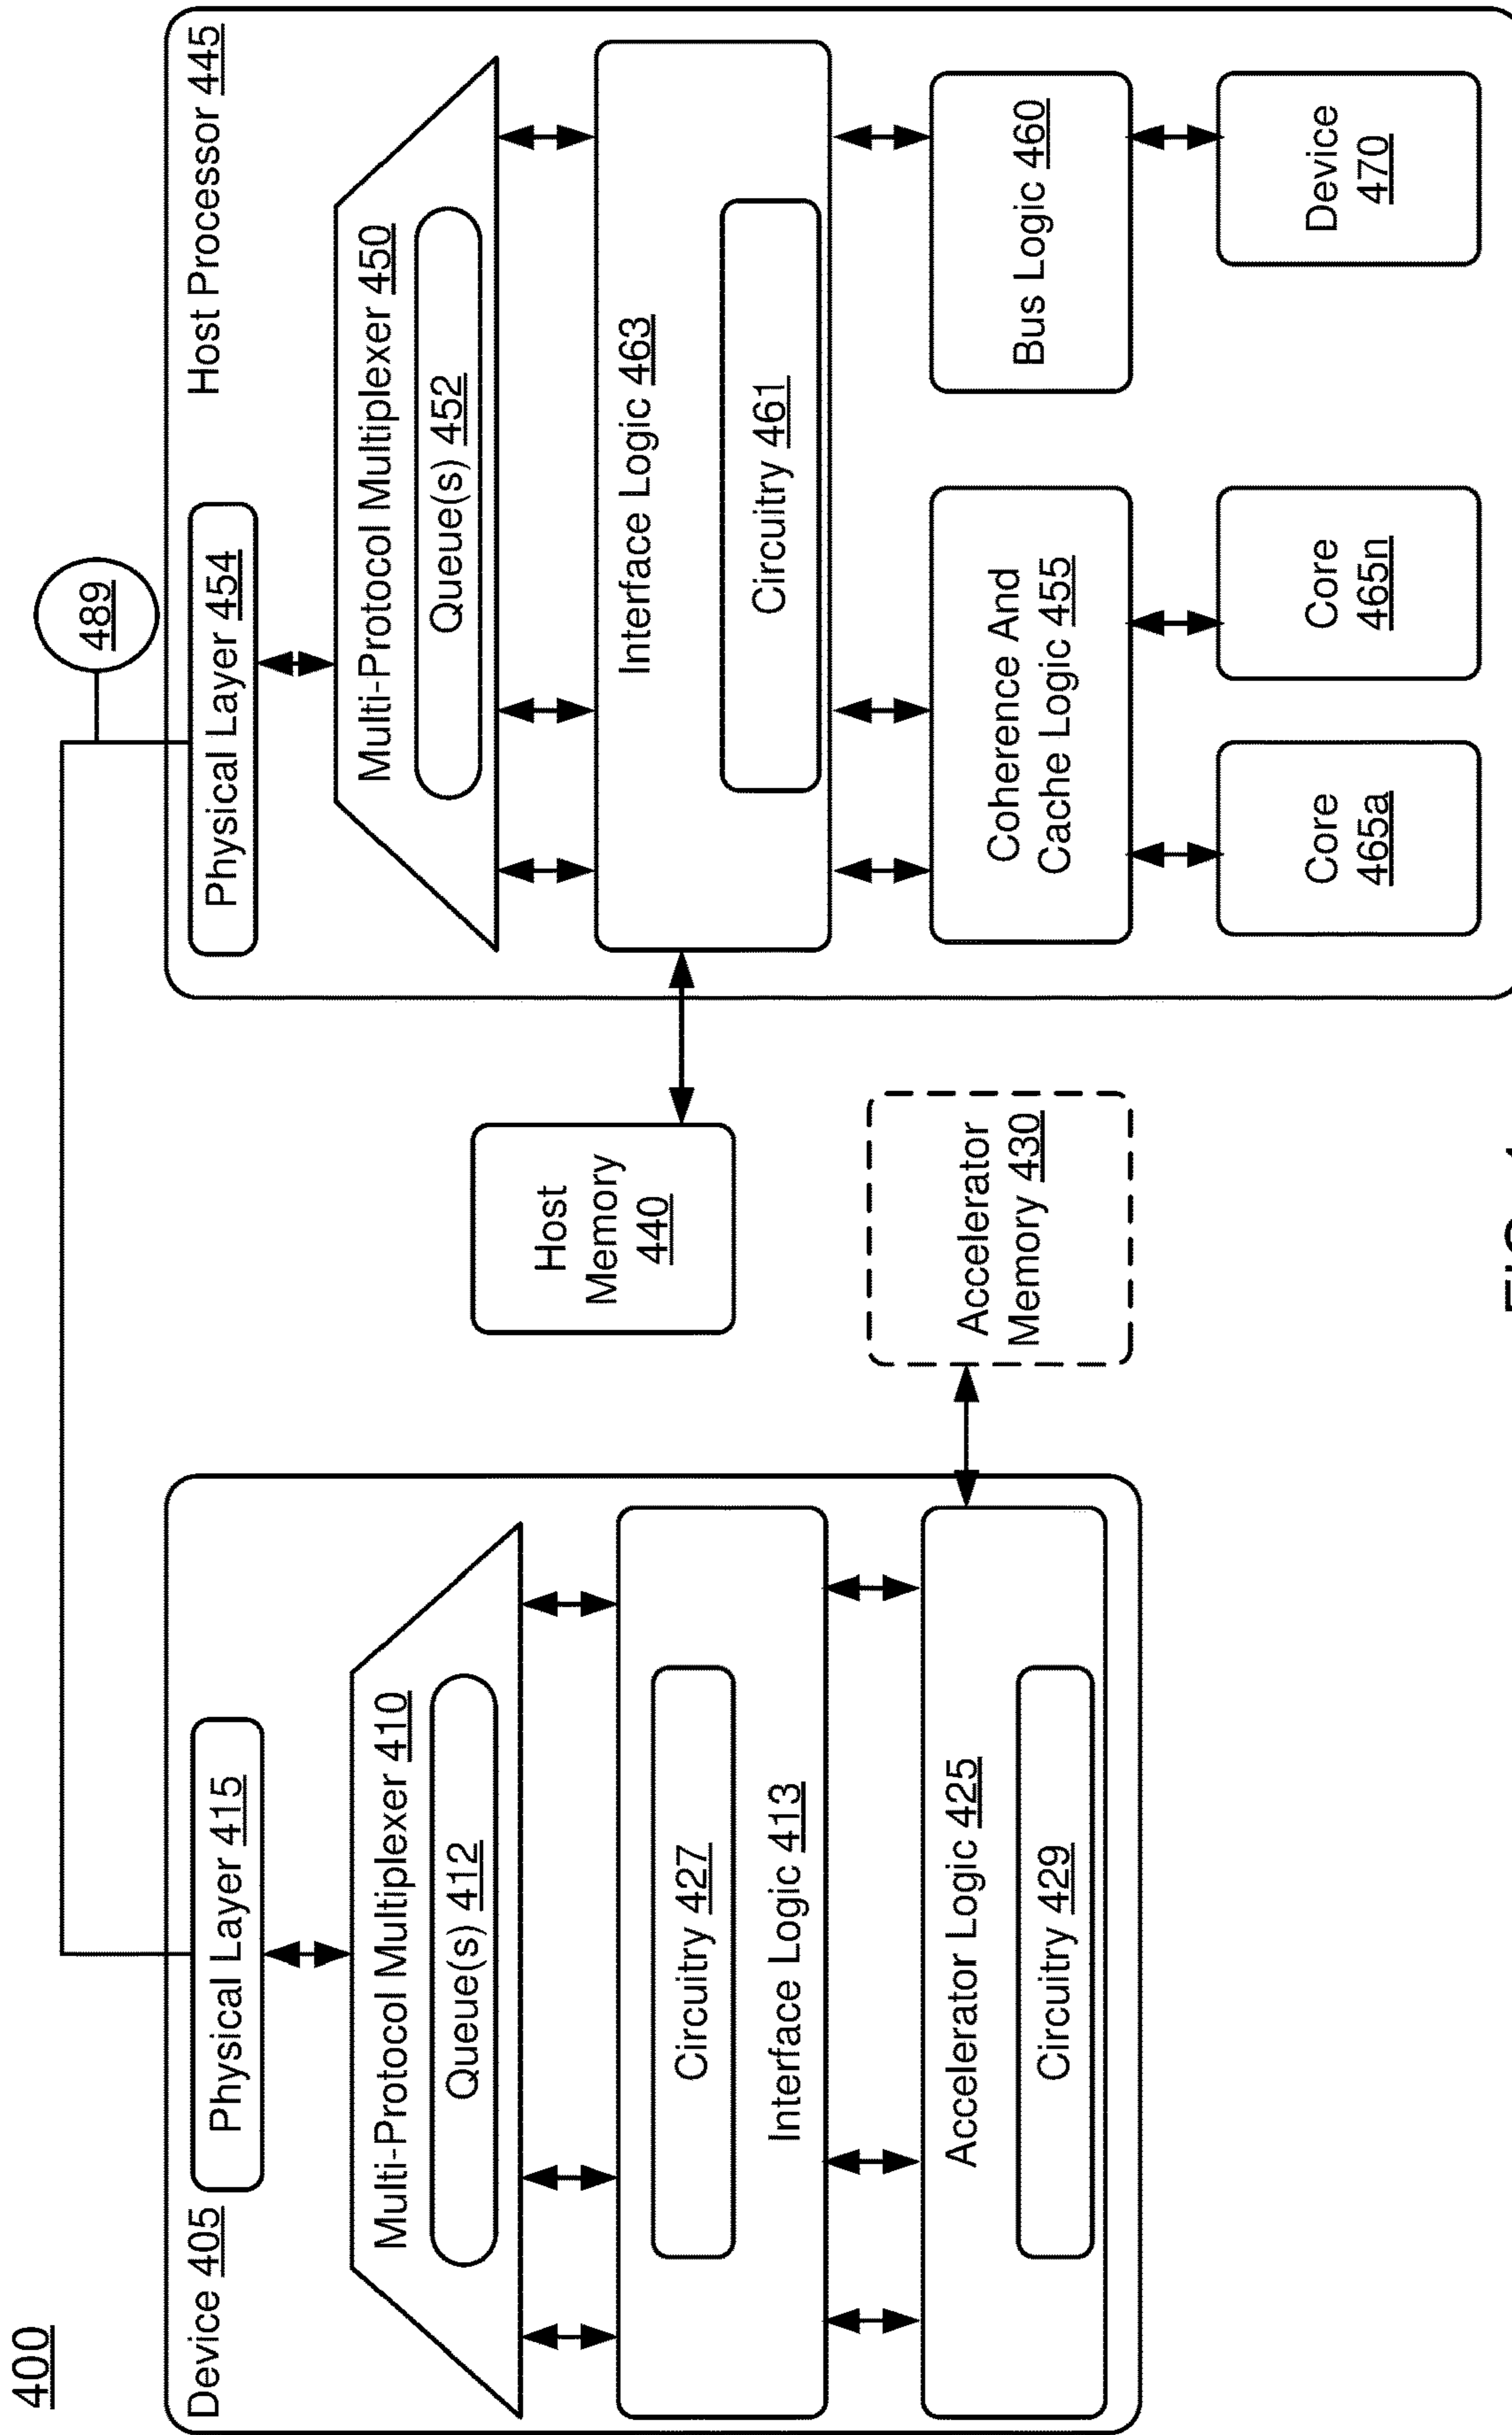 400
Device 405
Physical Layer 415
Multi-Protocol Multiplexer 410
Queue(s) 412
Circuitry 427
Interface Logic 413
Accelerator Logic 425
Circuitry 429
Host
Memory
440
Accelerator
Memory 430
489
Host Processor 445
Physical Layer 454
Multi-Protocol Multiplexer 450
Queue(s) 452
Interface Logic 463
Circuitry 461
Coherence And
Cache Logic 455
Bus Logic 460
Core
465a
Core
465n
Device
470